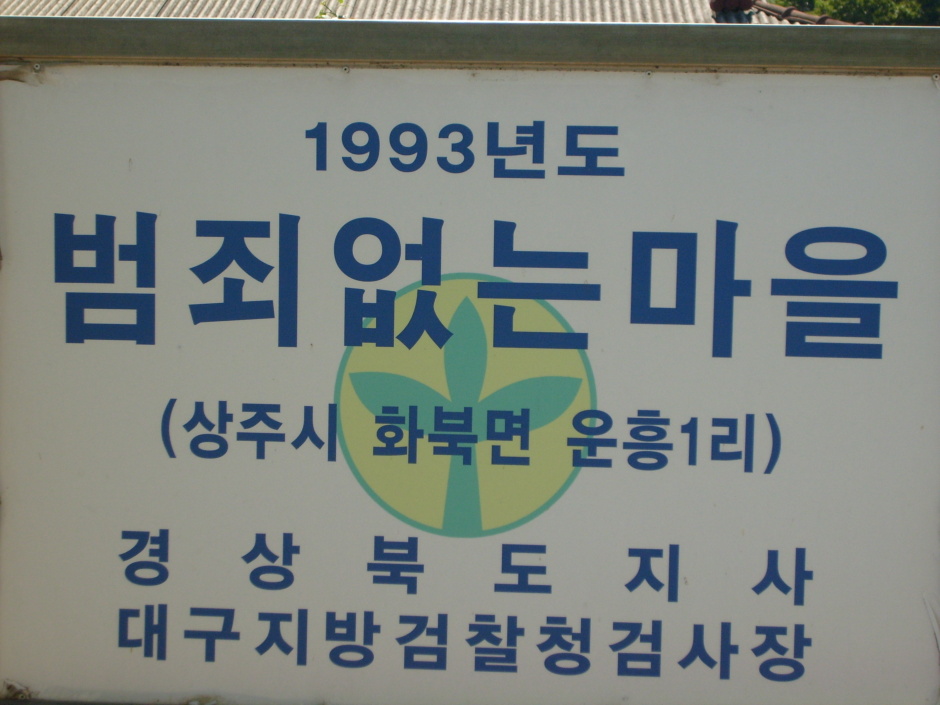 1993년도
범죄없는마을
(상주시 화북면 운흥1리)
경상북도지사
대구지방검찰청검사장